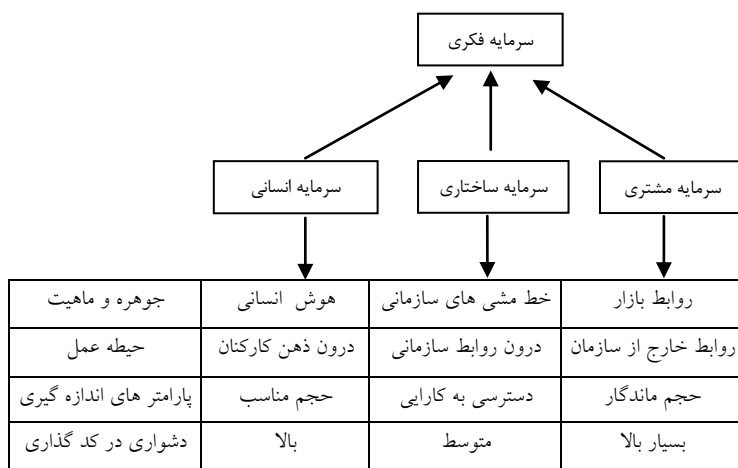 سرمایه فکری
سرمایه مشتری
سرمایه ساختاری
سرمایه انسانی
روابط بازار
خط مشی های سازمانی
هوش انسانی
جوهره و ماهیت
روابط خارج از سازمان
درون روابط سازمانی
درون ذهن کارکنان
حیطه عمل
حجم ماندگار
دسترسی به کارایی
حجم مناسب
پارامتر های اندازه گیری
بسیار بالا
متوسط
بالا
دشواری در کد گذاری